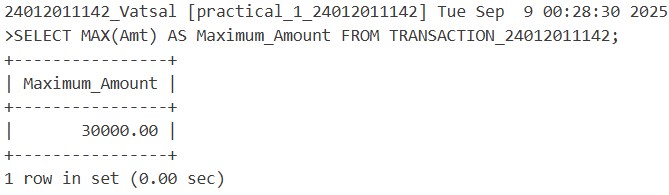 24012011142_Vatsal [practical_1_24012011142] Tue Sep  9 00:28:30 2025
>SELECT MAX(Amt) AS Maximum_Amount FROM TRANSACTION_24012011142;
+----------------+
| Maximum_Amount |
+----------------+
|       30000.00 |
+----------------+
1 row in set (0.00 sec)